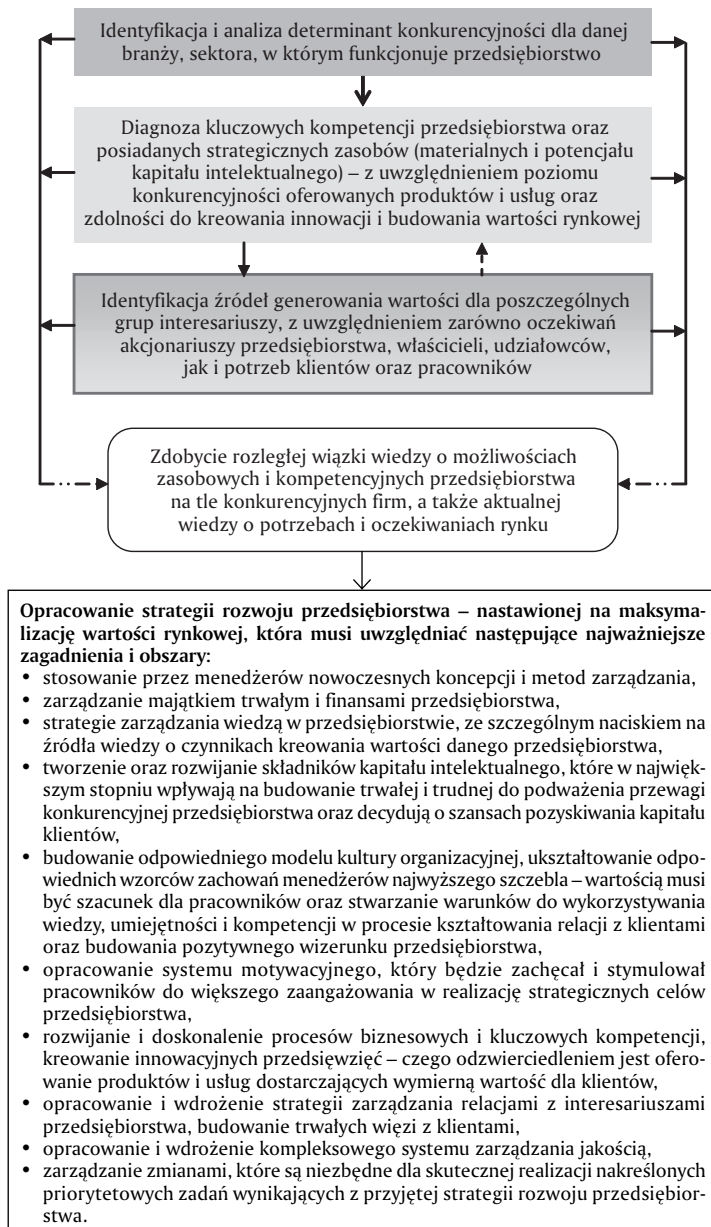 Identyfikacja i analiza determinant konkurencyjności dla danej
branży, sektora, w którym funkcjonuje przedsiębiorstwo
Diagnoza kluczowych kompetencji przedsiębiorstwa oraz
posiadanych strategicznych zasobów (materialnych i potencjału
kapitału intelektualnego) – z uwzględnieniem poziomu
konkurencyjności oferowanych produktów i usług oraz
zdolności do kreowania innowacji i budowania wartości rynkowej
Identyfikacja źródeł generowania wartości dla poszczególnych
grup interesariuszy, z uwzględnieniem zarówno oczekiwań
akcjonariuszy przedsiębiorstwa, właścicieli, udziałowców,
jak i potrzeb klientów oraz pracowników
Zdobycie rozległej wiązki wiedzy o możliwościach
zasobowych i kompetencyjnych przedsiębiorstwa
na tle konkurencyjnych firm, a także aktualnej
wiedzy o potrzebach i oczekiwaniach rynku
Opracowanie strategii rozwoju przedsiębiorstwa – nastawionej na maksyma-
lizację wartości rynkowej, która musi uwzględniać następujące najważniejsze
zagadnienia i obszary:
• stosowanie przez menedżerów nowoczesnych koncepcji i metod zarządzania,
• zarządzanie majątkiem trwałym i finansami przedsiębiorstwa,
• strategie zarządzania wiedzą w przedsiębiorstwie, ze szczególnym naciskiem na
źródła wiedzy o czynnikach kreowania wartości danego przedsiębiorstwa,
• tworzenie oraz rozwijanie składników kapitału intelektualnego, które w najwięk-
szym stopniu wpływają na budowanie trwałej i trudnej do podważenia przewagi
konkurencyjnej przedsiębiorstwa oraz decydują o szansach pozyskiwania kapitału
klientów,
• budowanie odpowiedniego modelu kultury organizacyjnej, ukształtowanie odpo-
wiednich wzorców zachowań menedżerów najwyższego szczebla – wartością musi
być szacunek dla pracowników oraz stwarzanie warunków do wykorzystywania
wiedzy, umiejętności i kompetencji w procesie kształtowania relacji z klientami
oraz budowania pozytywnego wizerunku przedsiębiorstwa,
• opracowanie systemu motywacyjnego, który będzie zachęcał i stymulował
pracowników do większego zaangażowania w realizację strategicznych celów
przedsiębiorstwa,
• rozwijanie i doskonalenie procesów biznesowych i kluczowych kompetencji,
kreowanie innowacyjnych przedsięwzięć – czego odzwierciedleniem jest ofero-
wanie produktów i usług dostarczających wymierną wartość dla klientów,
• opracowanie i wdrożenie strategii zarządzania relacjami z interesariuszami
przedsiębiorstwa, budowanie trwałych więzi z klientami,
• opracowanie i wdrożenie kompleksowego systemu zarządzania jakością,
• zarządzanie zmianami, które są niezbędne dla skutecznej realizacji nakreślonych
priorytetowych zadań wynikających z przyjętej strategii rozwoju przedsiębior-
stwa.